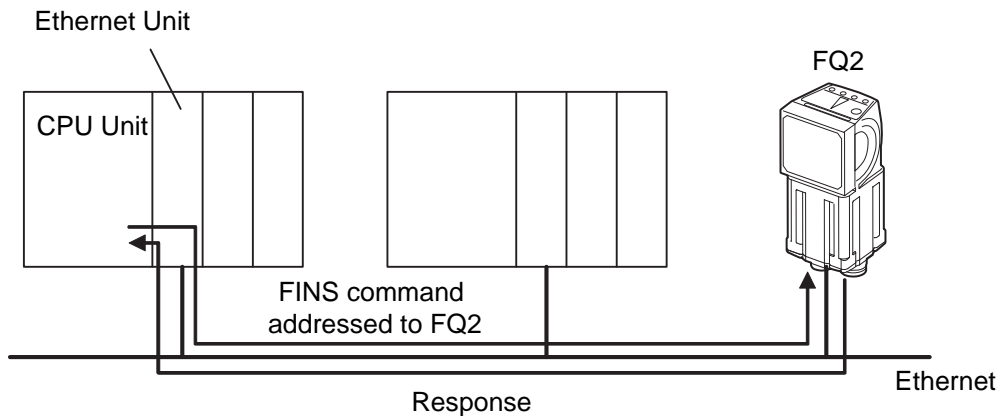 Ethernet Unit
FQ2
CPU Unit
FINS command
addressed to FQ2
Ethernet
Response